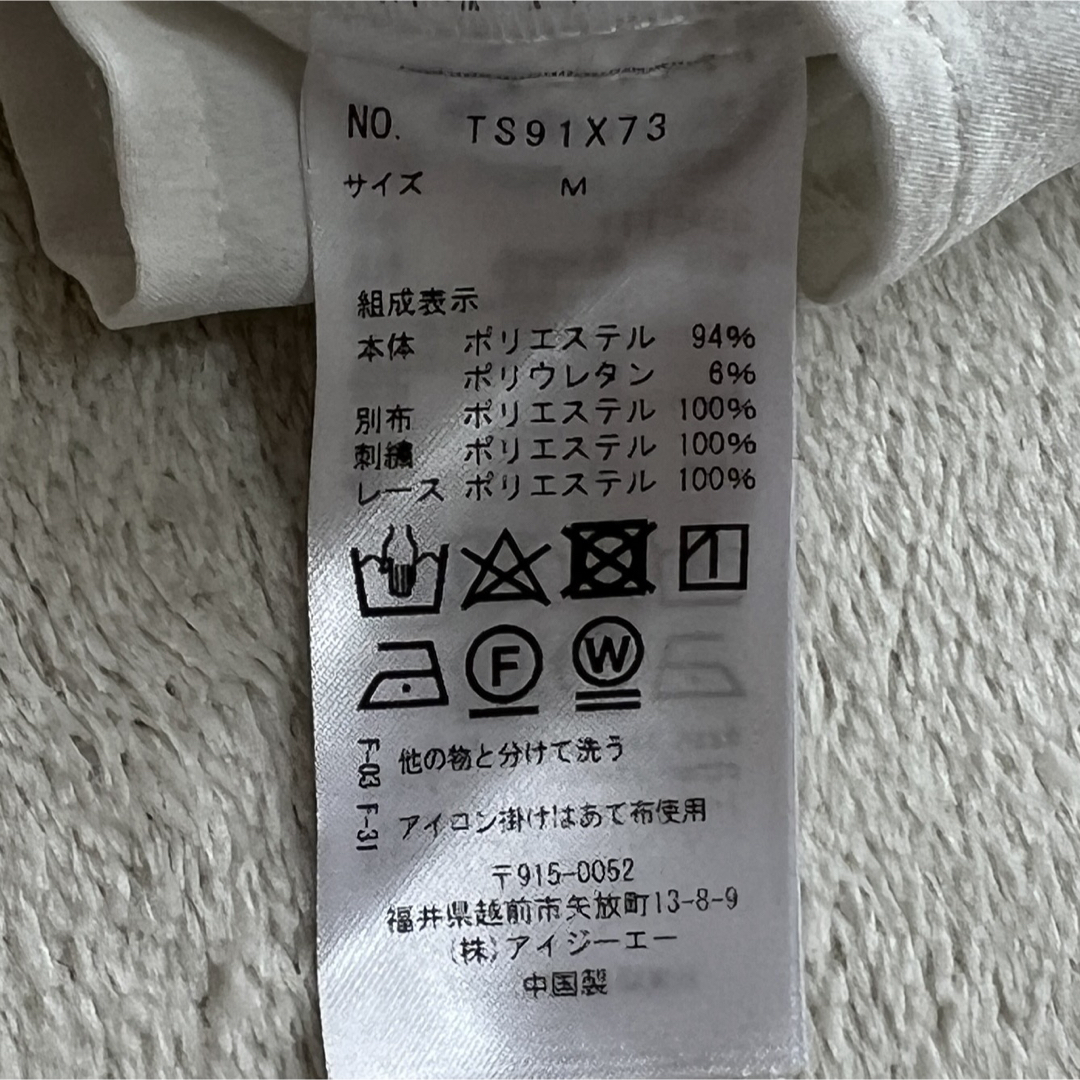 NO. TS91X73
サイズ M
組成表示
本体 ポリエステル 94%
ポリウレタン 6%
別布 ポリエステル 100%
刺繍 ポリエステル 100%
レース ポリエステル 100%
F
W
F-03 他の物と分けて洗う
F-31 アイロン掛けはあて布使用
〒915-0052
福井県越前市矢放町13-8-9
(株)アイジーエー
中国製